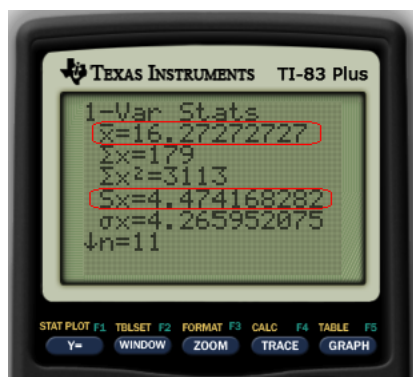 TEXAS INSTRUMENTS TI-83 Plus
1-Var Stats
x̄=16.27272727
Σx=179
Σx²=3113
Sx=4.474168282
σx=4.265952075
↓n=11
STAT PLOT F1 TBLSET F2 FORMAT F3 CALC F4 TABLE F5
Y= WINDOW ZOOM TRACE GRAPH